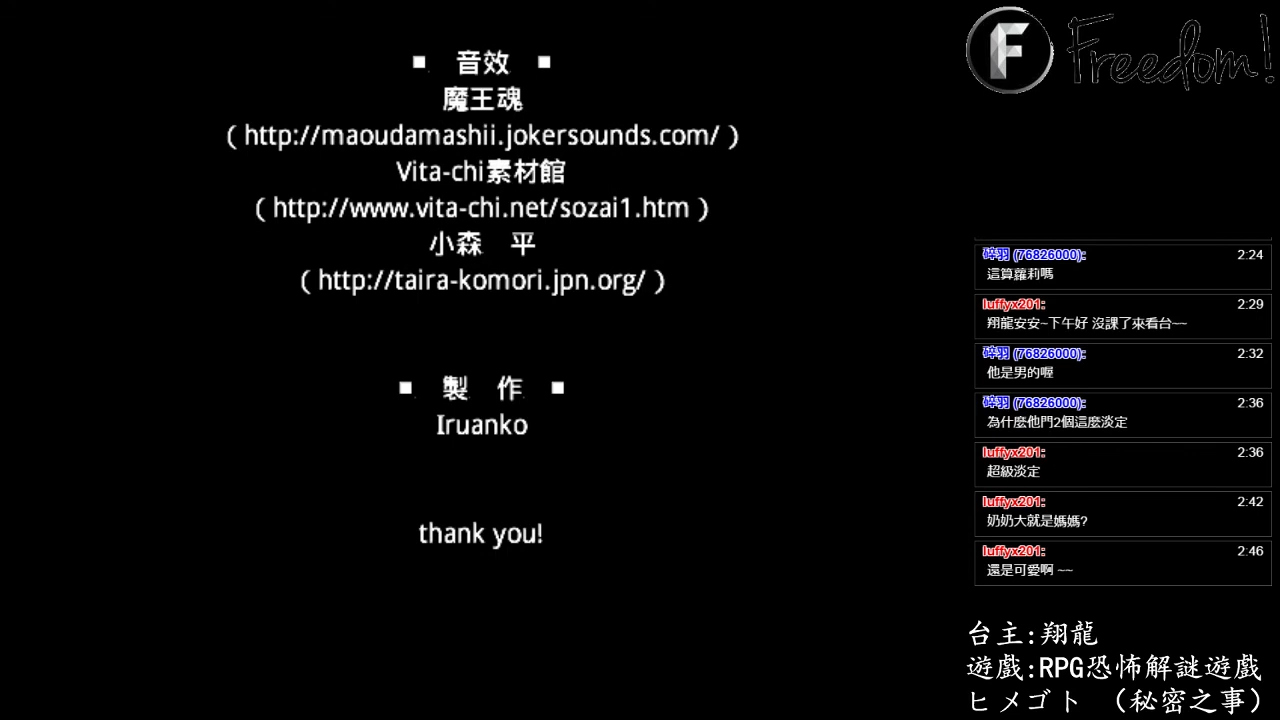 ■ 音效 ■
魔王魂
( http://maoudamashii.jokersounds.com/ )
Vita-chi素材館
( http://www.vita-chi.net/sozai1.htm )
小森　平
( http://taira-komori.jpn.org/ )
■ 製　作 ■
Iruanko
thank you!
F Freedom!
碎羽 (76826000): 2:24
這算蘿莉嗎
luffyx201: 2:29
翔龍安安~下午好 沒課了來看台~~
碎羽 (76826000): 2:32
他是男的喔
碎羽 (76826000): 2:36
為什麼他門2個這麼淡定
luffyx201: 2:36
超級淡定
luffyx201: 2:42
奶奶大就是媽媽?
luffyx201: 2:46
還是可愛啊 ~~
台主:翔龍
遊戲:RPG恐怖解謎遊戲
ヒメゴト （秘密之事）